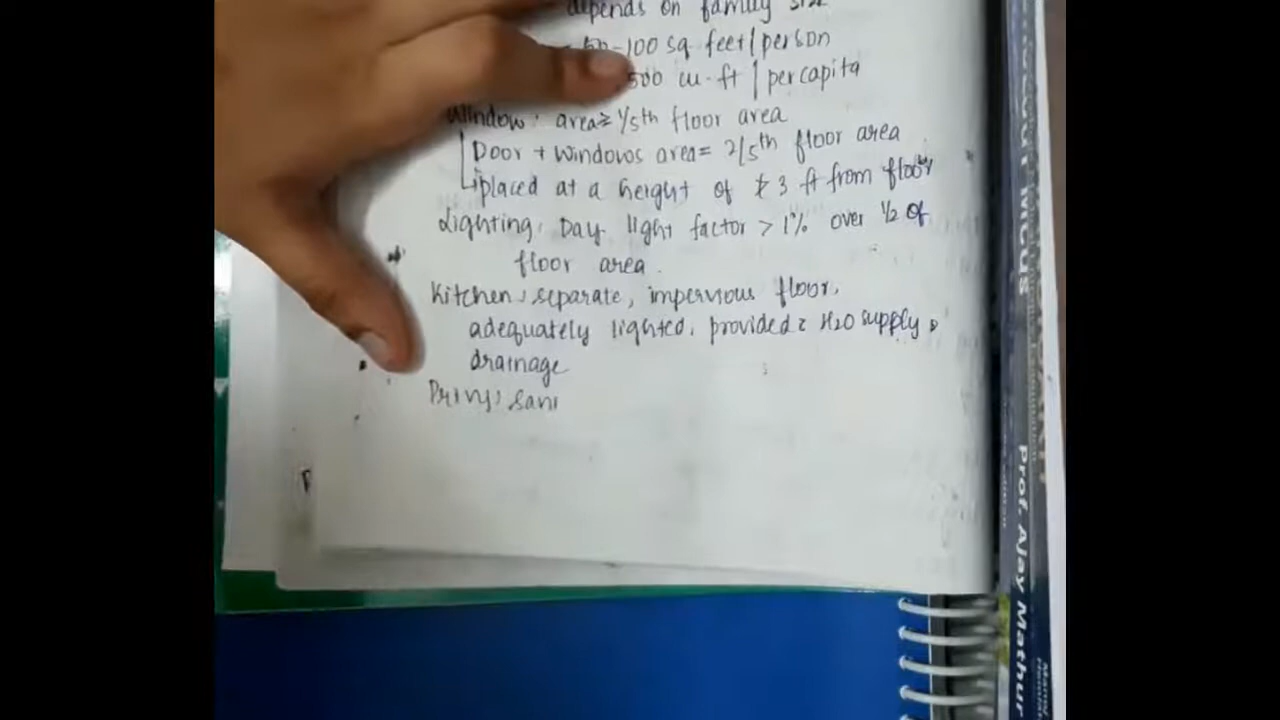 depends on family size
50-100 sq feet/person
500 cu.ft / percapita
Window: area ≥ 1/5th floor area
Door + windows area = 2/5th floor area
placed at a height of ≯ 3 ft from floor
Lighting: Day light factor > 1% over 1/2 of
floor area.
Kitchen: separate, impervious floor,
adequately lighted, provided c̄ H2O supply &
drainage
Privy: sani
Prof. Ajay Mathur